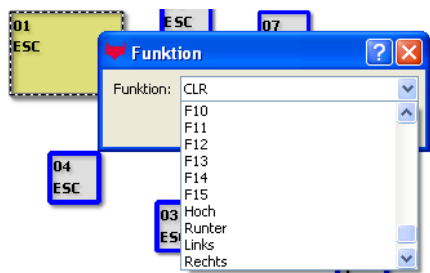 01
ESC
ESC
07
Funktion
Funktion: CLR
F10
F11
F12
F13
F14
F15
Hoch
Runter
Links
Rechts
04
ESC
03